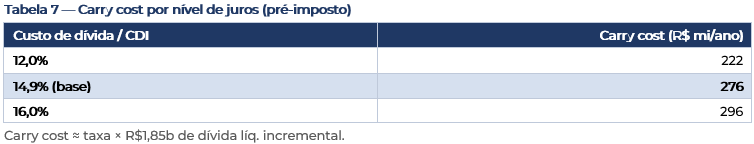 Tabela 7 — Carry cost por nível de juros (pré-imposto)
Custo de dívida / CDI Carry cost (R$ mi/ano)
12,0% 222
14,9% (base) 276
16,0% 296
Carry cost ≈ taxa × R$1,85b de dívida líq. incremental.